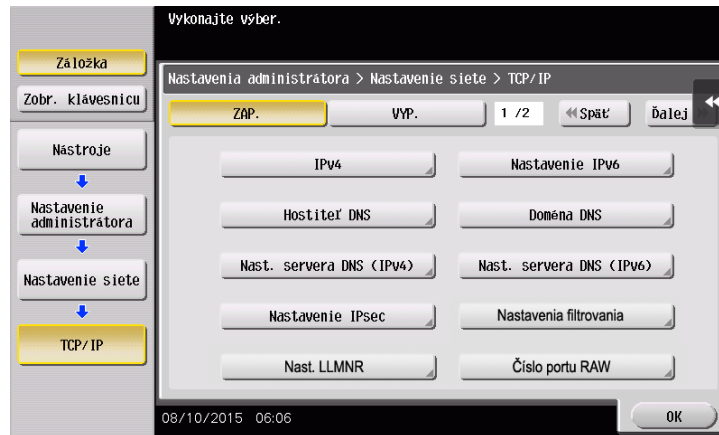 Vykonajte výber.
Záložka
Zobr. klávesnicu
Nástroje
Nastavenie
administrátora
Nastavenie siete
TCP/IP
Nastavenia administrátora > Nastavenie siete > TCP/IP
ZAP. VYP. 1 /2 Späť Ďalej
IPv4 Nastavenie IPv6
Hostiteľ DNS Doména DNS
Nast. servera DNS (IPv4) Nast. servera DNS (IPv6)
Nastavenie IPsec Nastavenia filtrovania
Nast. LLMNR Číslo portu RAW
08/10/2015 06:06 OK